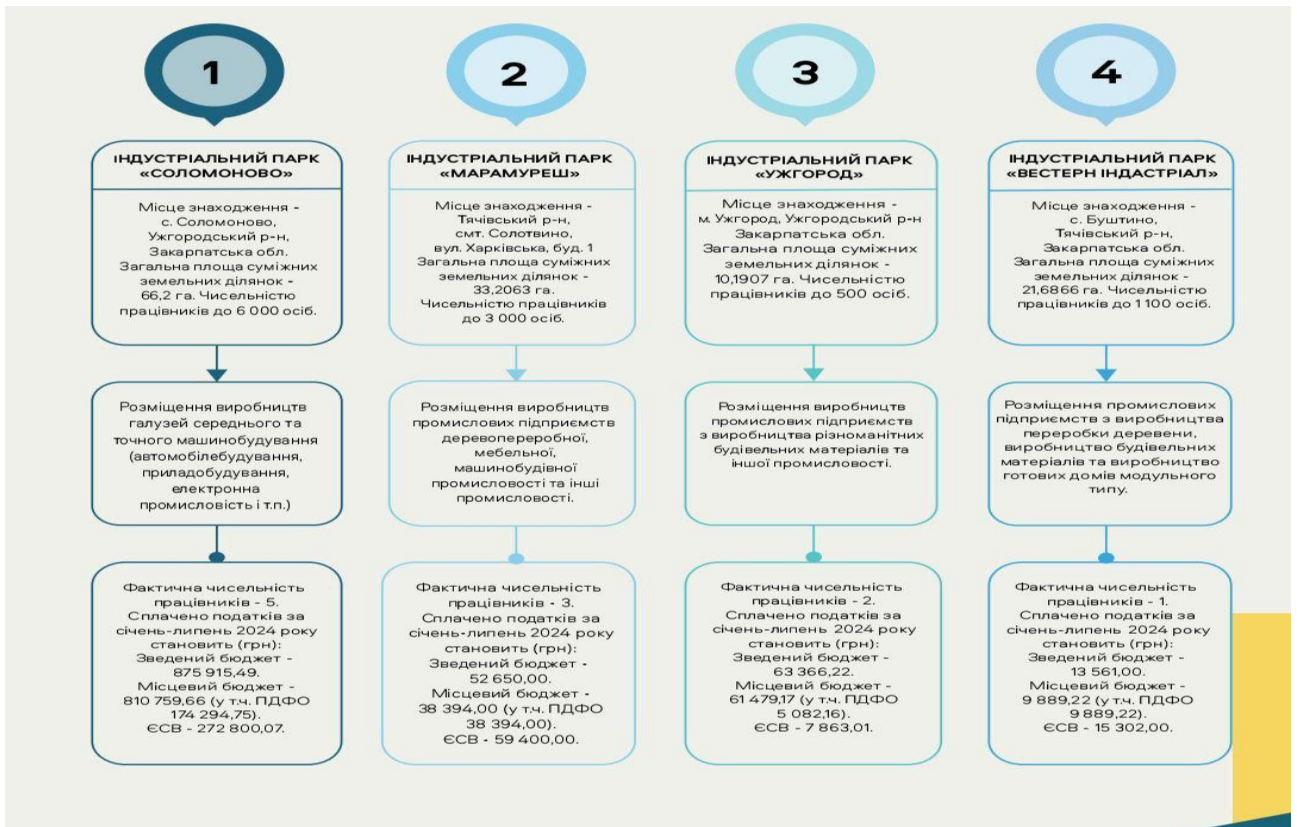 1
ІНДУСТРІАЛЬНИЙ ПАРК
«СОЛОМОНОВО»
Місце знаходження -
с. Соломоново,
Ужгородський р-н,
Закарпатська обл.
Загальна площа суміжних
земельних ділянок -
66,2 га. Чисельністю
працівників до 6 000 осіб.
Розміщення виробництв
галузей середнього та
точного машинобудування
(автомобілебудування,
приладобудування,
електронна
промисловість і т.п.)
Фактична чисельність
працівників - 5.
Сплачено податків за
січень-липень 2024 року
становить (грн):
Зведений бюджет -
875 915,49.
Місцевий бюджет -
810 759,66 (у т.ч. ПДФО
174 294,75).
ЄСВ - 272 800,07.
2
ІНДУСТРІАЛЬНИЙ ПАРК
«МАРАМУРЕШ»
Місце знаходження -
Тячівський р-н,
смт. Солотвино,
вул. Харківська, буд. 1
Загальна площа суміжних
земельних ділянок -
33,2063 га.
Чисельністю працівників
до 3 000 осіб.
Розміщення виробництв
промислових підприємств
деревопереробної,
мебельної,
машинобудівної
промисловості та інші
промисловості.
Фактична чисельність
працівників - 3.
Сплачено податків за
січень-липень 2024 року
становить (грн):
Зведений бюджет -
52 650,00.
Місцевий бюджет -
38 394,00 (у т.ч. ПДФО
38 394,00).
ЄСВ - 59 400,00.
3
ІНДУСТРІАЛЬНИЙ ПАРК
«УЖГОРОД»
Місце знаходження -
м. Ужгород, Ужгородський р-н
Закарпатська обл.
Загальна площа суміжних
земельних ділянок -
10,1907 га. Чисельністю
працівників до 500 осіб.
Розміщення виробництв
промислових підприємств
з виробництва різноманітних
будівельних матеріалів та
іншої промисловості.
Фактична чисельність
працівників - 2.
Сплачено податків за
січень-липень 2024 року
становить (грн):
Зведений бюджет -
63 366,22.
Місцевий бюджет -
61 479,17 (у т.ч. ПДФО
5 082,16).
ЄСВ - 7 863,01.
4
ІНДУСТРІАЛЬНИЙ ПАРК
«ВЕСТЕРН ІНДАСТРІАЛ»
Місце знаходження -
с. Буштино,
Тячівський р-н,
Закарпатська обл.
Загальна площа суміжних
земельних ділянок -
21,6866 га. Чисельністю
працівників до 1 100 осіб.
Розміщення промислових
підприємств з виробництва
переробки деревени,
виробництво будівельних
матеріалів та виробництво
готових домів модульного
типу.
Фактична чисельність
працівників - 1.
Сплачено податків за
січень-липень 2024 року
становить (грн):
Зведений бюджет -
13 561,00.
Місцевий бюджет -
9 889,22 (у т.ч. ПДФО
9 889,22).
ЄСВ - 15 302,00.